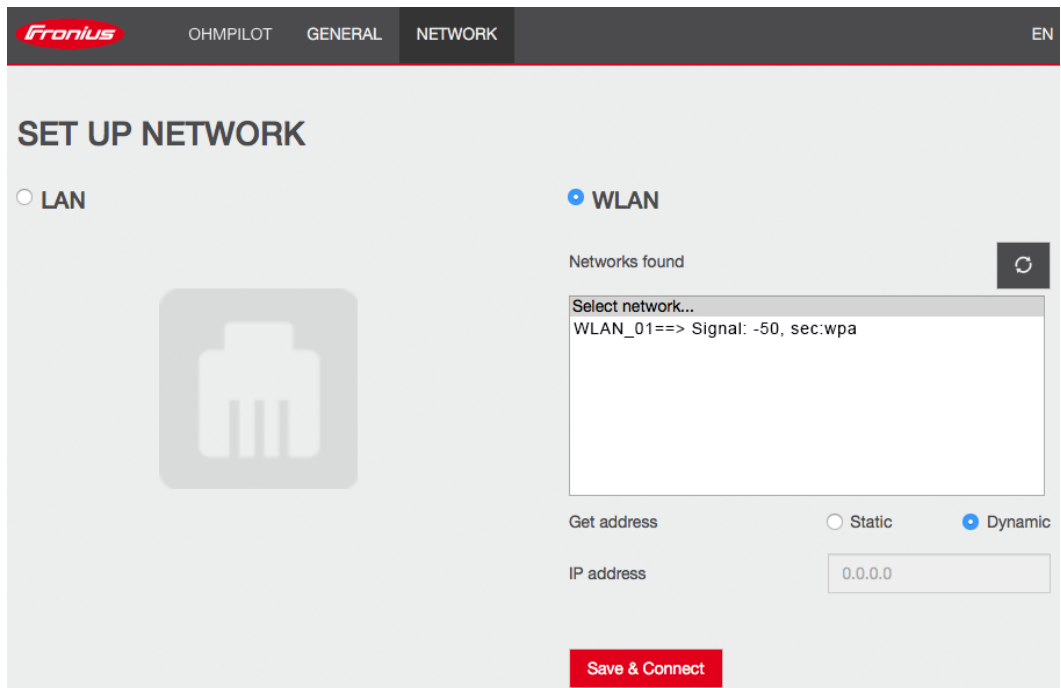 Fronius OHMPILOT GENERAL NETWORK EN
SET UP NETWORK
LAN
WLAN
Networks found
Select network...
WLAN_01==> Signal: -50, sec:wpa
Get address Static Dynamic
IP address 0.0.0.0
Save & Connect